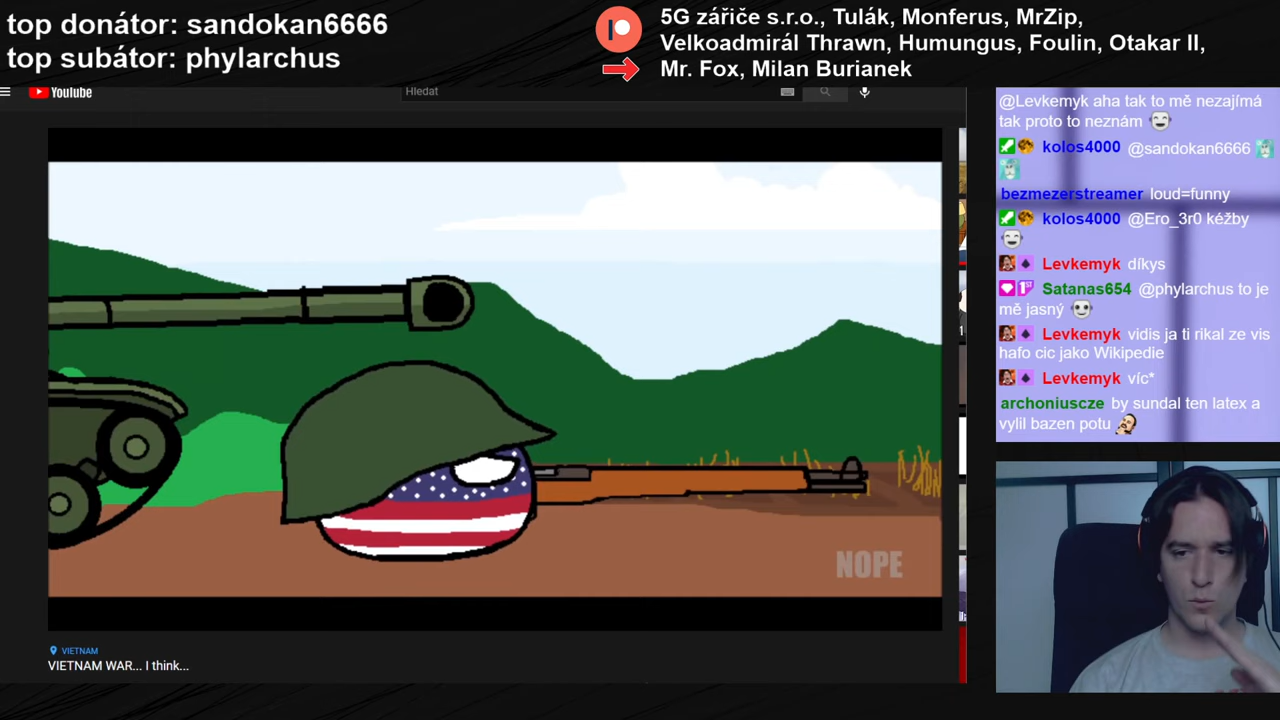 top donátor: sandokan6666
top subátor: phylarchus
5G zářiče s.r.o., Tulák, Monferus, MrZip,
Velkoadmirál Thrawn, Humungus, Foulin, Otakar II,
Mr. Fox, Milan Burianek
YouTube
Hledat
NOPE
VIETNAM
VIETNAM WAR... I think...
@Levkemyk aha tak to mě nezajímá
tak proto to neznám
kolos4000 @sandokan6666
bezmezerstreamer loud=funny
kolos4000 @Ero_3r0 kéžby
Levkemyk díkys
Satanas654 @phylarchus to je
mě jasný
Levkemyk vidis ja ti rikal ze vis
hafo cic jako Wikipedie
Levkemyk víc*
archoniuscze by sundal ten latex a
vylil bazen potu